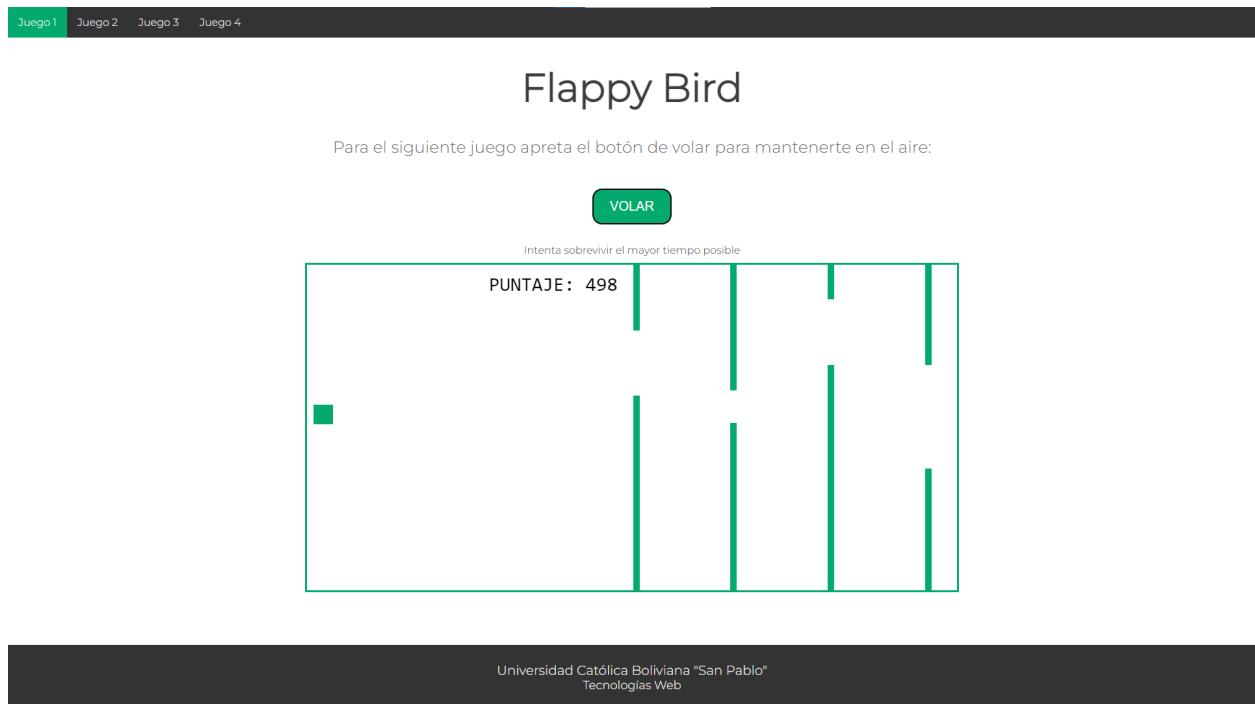 Juego 1 Juego 2 Juego 3 Juego 4
Flappy Bird
Para el siguiente juego apreta el botón de volar para mantenerte en el aire:
VOLAR
Intenta sobrevivir el mayor tiempo posible
PUNTAJE: 498
Universidad Católica Boliviana "San Pablo"
Tecnologías Web